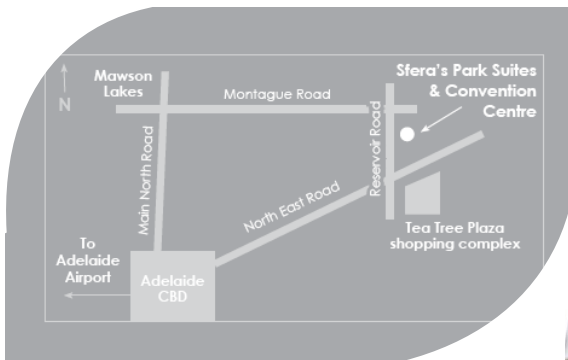 N
Mawson
Lakes
Montague Road
Sfera's Park Suites
& Convention
Centre
Main North Road
Reservoir Road
North East Road
Tea Tree Plaza
shopping complex
To
Adelaide
Airport
Adelaide
CBD